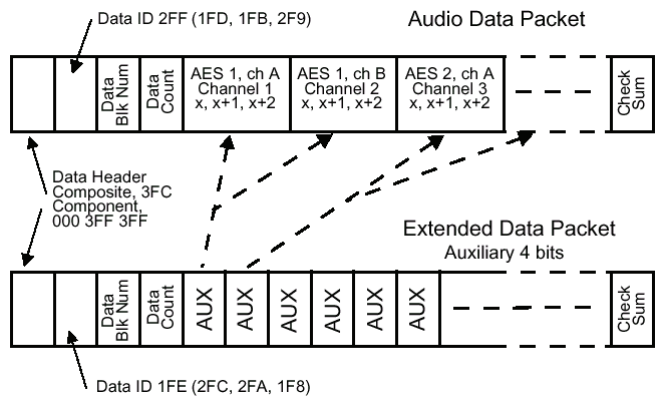 Data ID 2FF (1FD, 1FB, 2F9)
Audio Data Packet
Data
Blk Num
Data
Count
AES 1, ch A
Channel 1
x, x+1, x+2
AES 1, ch B
Channel 2
x, x+1, x+2
AES 2, ch A
Channel 3
x, x+1, x+2
Check
Sum
Data Header
Composite, 3FC
Component,
000 3FF 3FF
Extended Data Packet
Auxiliary 4 bits
Data
Blk Num
Data
Count
AUX
AUX
AUX
AUX
AUX
AUX
Check
Sum
Data ID 1FE (2FC, 2FA, 1F8)